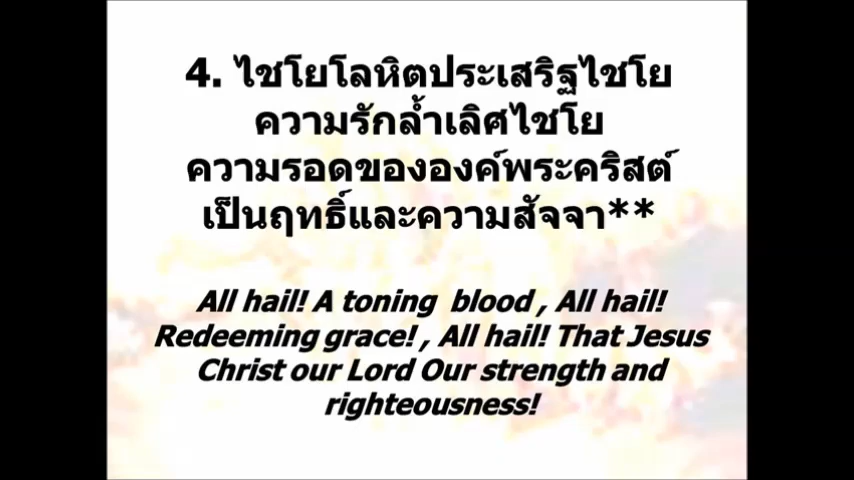 4. ไชโยโลหิตประเสริฐไชโย
ความรักล้ำเลิศไชโย
ความรอดขององค์พระคริสต์
เป็นฤทธิ์และความสัจจา**
All hail! A toning blood , All hail!
Redeeming grace! , All hail! That Jesus
Christ our Lord Our strength and
righteousness!